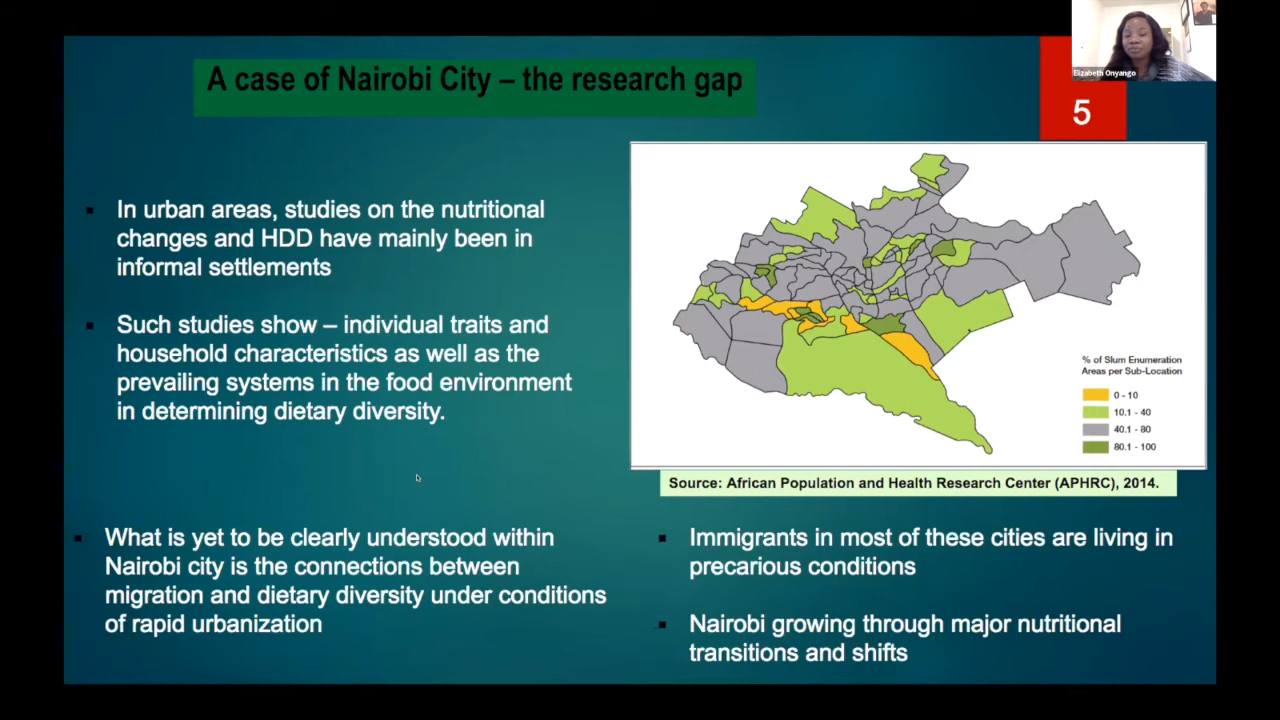 A case of Nairobi City – the research gap
Elizabeth Onyango
5
In urban areas, studies on the nutritional
changes and HDD have mainly been in
informal settlements
Such studies show – individual traits and
household characteristics as well as the
prevailing systems in the food environment
in determining dietary diversity.
% of Slum Enumeration
Areas per Sub-Location
0 - 10
10.1 - 40
40.1 - 80
80.1 - 100
Source: African Population and Health Research Center (APHRC), 2014.
What is yet to be clearly understood within
Nairobi city is the connections between
migration and dietary diversity under conditions
of rapid urbanization
Immigrants in most of these cities are living in
precarious conditions
Nairobi growing through major nutritional
transitions and shifts